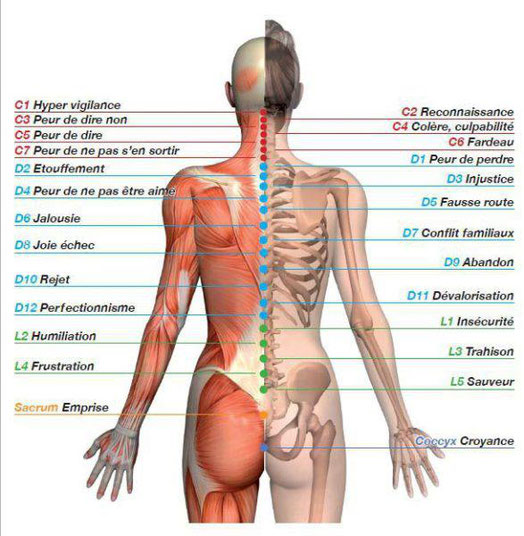 C1 Hyper vigilance
C2 Reconnaissance
C3 Peur de dire non
C4 Colère, culpabilité
C5 Peur de dire
C6 Fardeau
C7 Peur de ne pas s'en sortir
D1 Peur de perdre
D2 Etouffement
D3 Injustice
D4 Peur de ne pas être aimé
D5 Fausse route
D6 Jalousie
D7 Conflit familiaux
D8 Joie échec
D9 Abandon
D10 Rejet
D11 Dévalorisation
D12 Perfectionnisme
L1 Insécurité
L2 Humiliation
L3 Trahison
L4 Frustration
L5 Sauveur
Sacrum Emprise
Coccyx Croyance